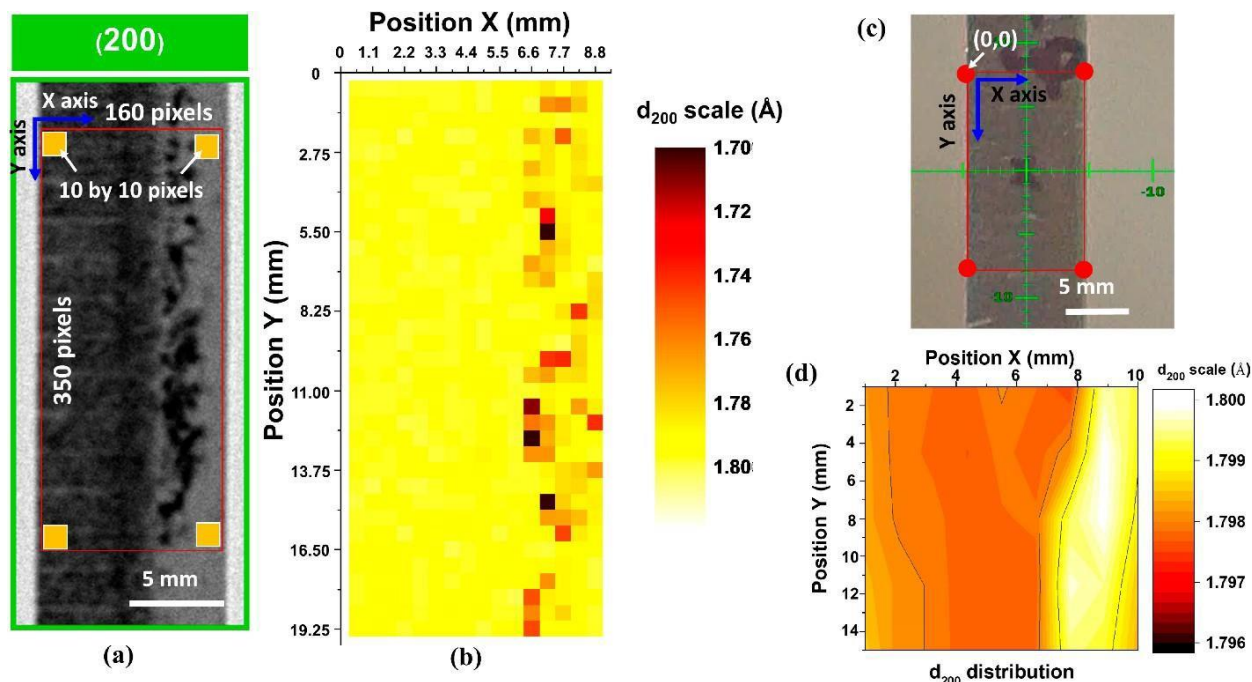 (200)
X axis
160 pixels
Y axis
10 by 10 pixels
350 pixels
5 mm
(a)
Position X (mm)
0 1.1 2.2 3.3 4.4 5.5 6.6 7.7 8.8
0
2.75
5.50
8.25
11.00
13.75
16.50
19.25
Position Y (mm)
(b)
d200 scale (Å)
1.70
1.72
1.74
1.76
1.78
1.80
(c)
(0,0)
X axis
Y axis
-10
10
5 mm
(d)
Position X (mm)
2 4 6 8 10
2
4
6
8
10
12
14
Position Y (mm)
d200 distribution
d200 scale (Å)
1.800
1.799
1.798
1.797
1.796